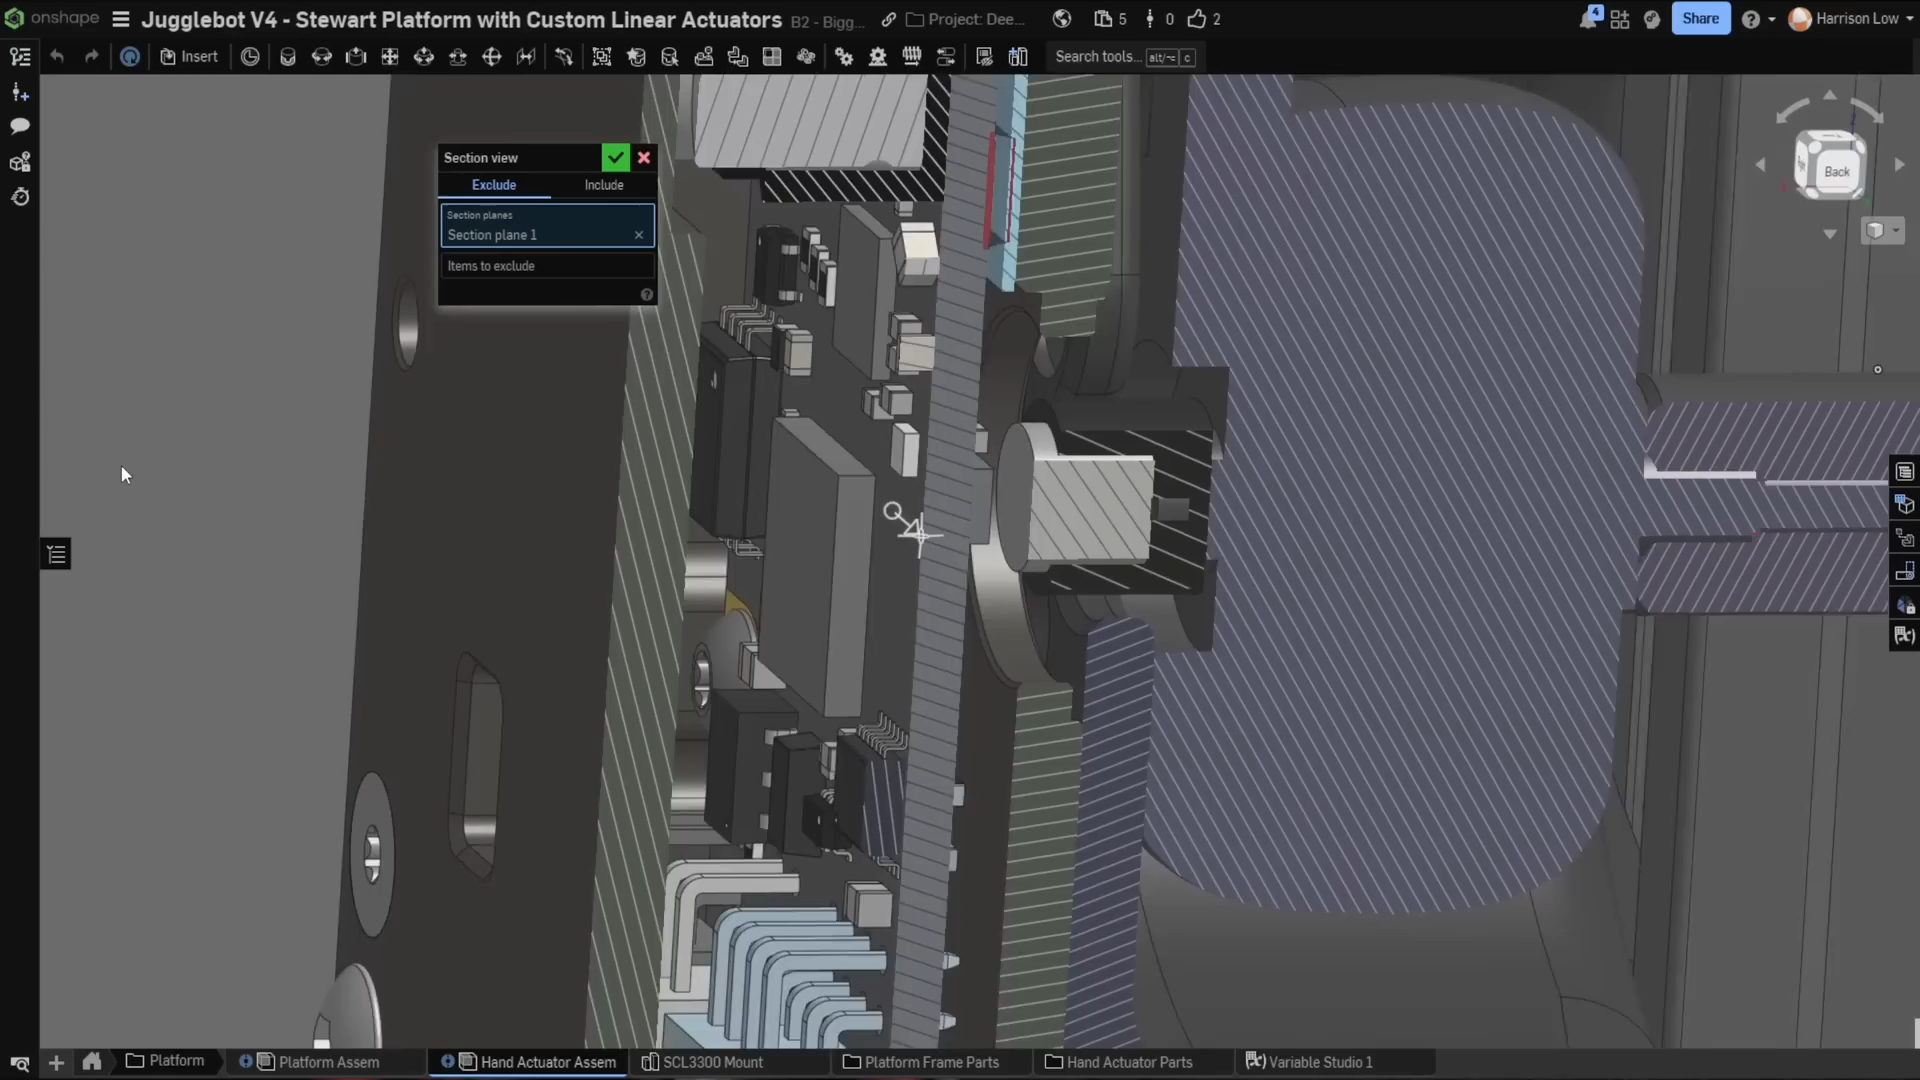 onshape
Jugglebot V4 - Stewart Platform with Custom Linear Actuators
B2 - Bigg...
Project: Dee...
5
0
2
4
Share
Harrison Low
Insert
Search tools...
alt/⌥
c
Section view
Exclude
Include
Section planes
Section plane 1
Items to exclude
Back
Platform
Platform Assem
Hand Actuator Assem
SCL3300 Mount
Platform Frame Parts
Hand Actuator Parts
Variable Studio 1